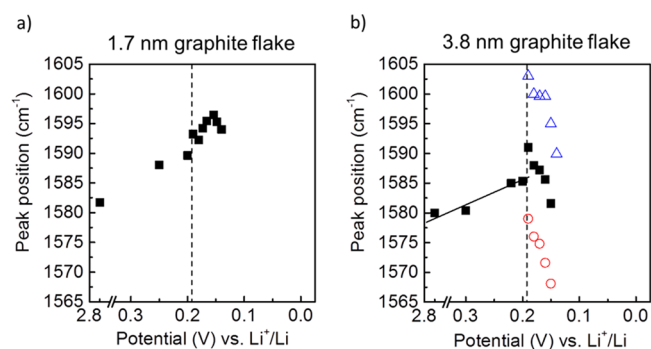 a)
1.7 nm graphite flake
Peak position (cm⁻¹)
1605
1600
1595
1590
1585
1580
1575
1570
1565
2.8 0.3 0.2 0.1 0.0
Potential (V) vs. Li⁺/Li
b)
3.8 nm graphite flake
Peak position (cm⁻¹)
1605
1600
1595
1590
1585
1580
1575
1570
1565
2.8 0.3 0.2 0.1 0.0
Potential (V) vs. Li⁺/Li